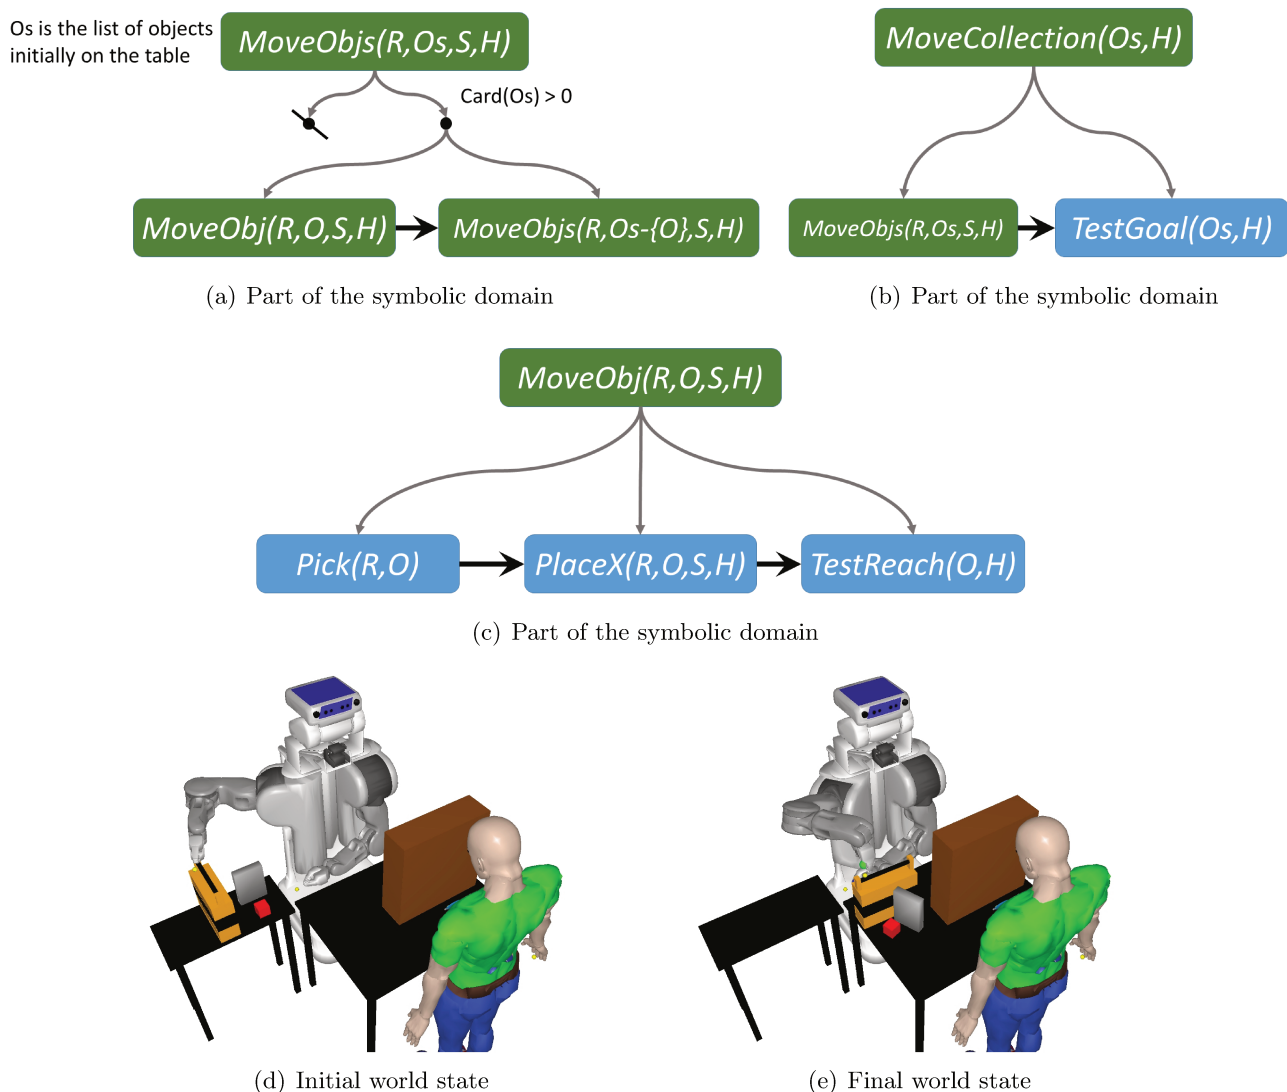 Os is the list of objects
initially on the table
MoveObjs(R,Os,S,H)
Card(Os) > 0
MoveObj(R,O,S,H)
MoveObjs(R,Os-{O},S,H)
(a) Part of the symbolic domain
MoveCollection(Os,H)
MoveObjs(R,Os,S,H)
TestGoal(Os,H)
(b) Part of the symbolic domain
MoveObj(R,O,S,H)
Pick(R,O)
PlaceX(R,O,S,H)
TestReach(O,H)
(c) Part of the symbolic domain
(d) Initial world state
(e) Final world state